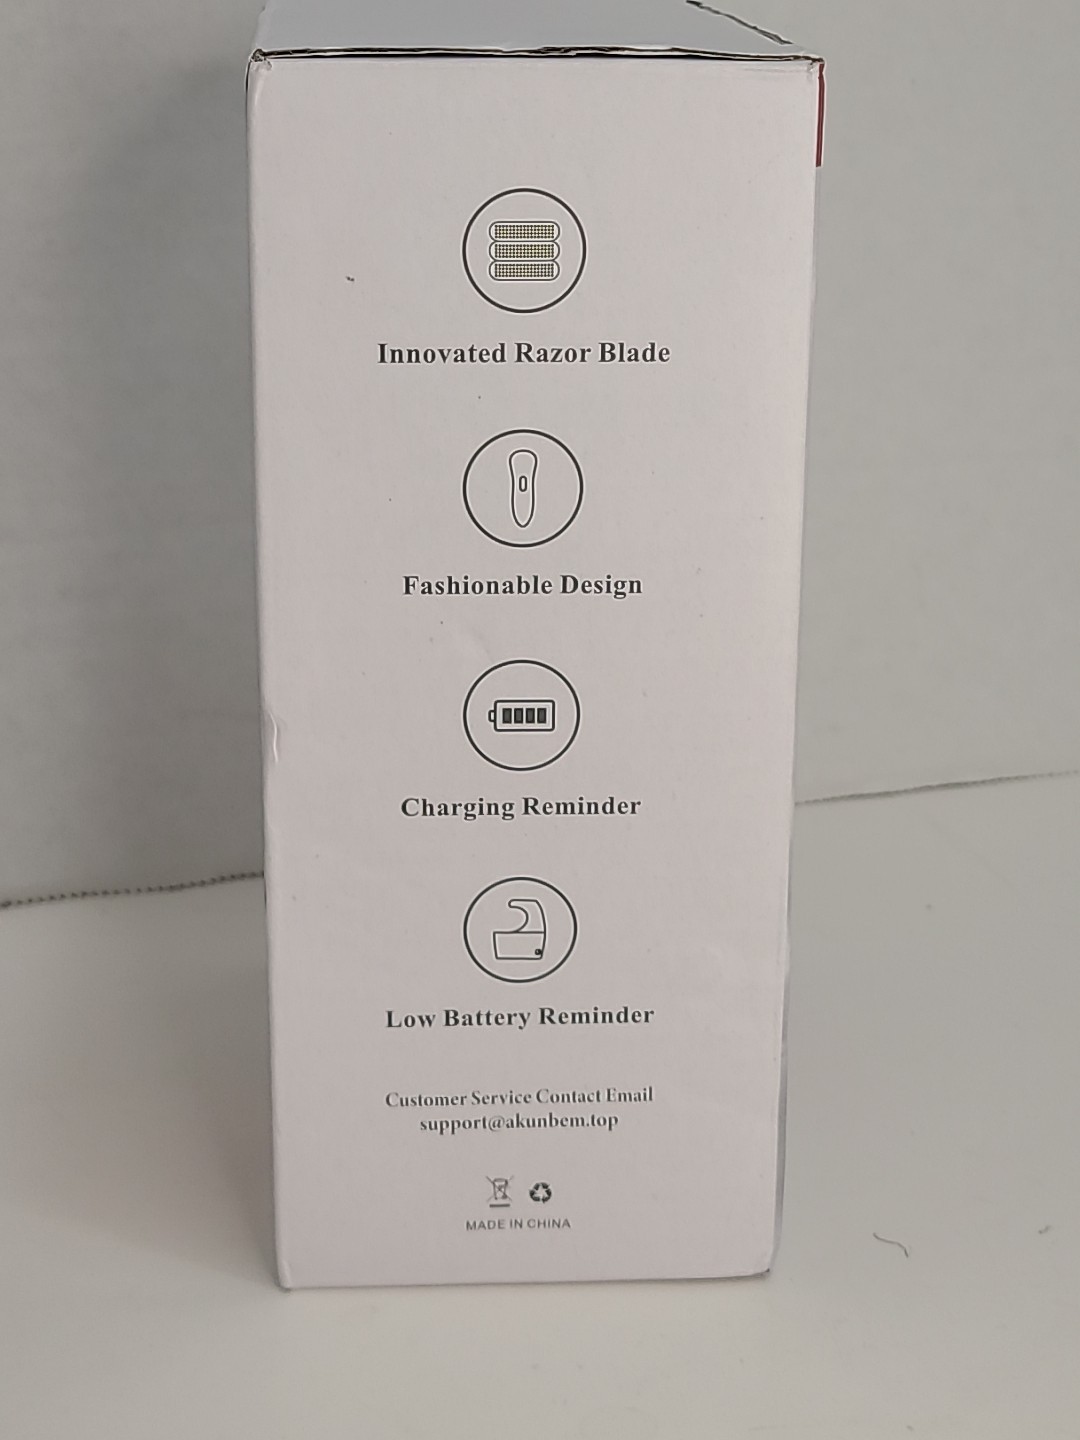 Innovated Razor Blade
Fashionable Design
Charging Reminder
Low Battery Reminder
Customer Service Contact Email
support@akunbem.top
MADE IN CHINA